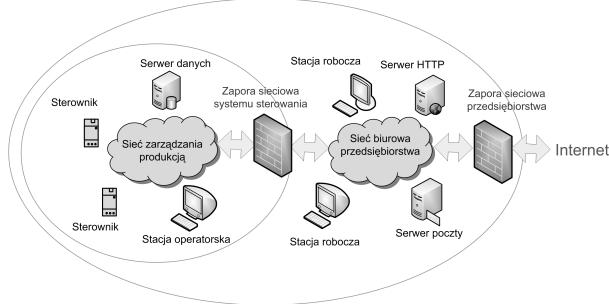 Serwer danych
Stacja robocza
Serwer HTTP
Zapora sieciowa
systemu sterowania
Zapora sieciowa
przedsiębiorstwa
Sterownik
Sieć zarządzania
produkcją
Sieć biurowa
przedsiębiorstwa
Internet
Sterownik
Stacja operatorska
Stacja robocza
Serwer poczty